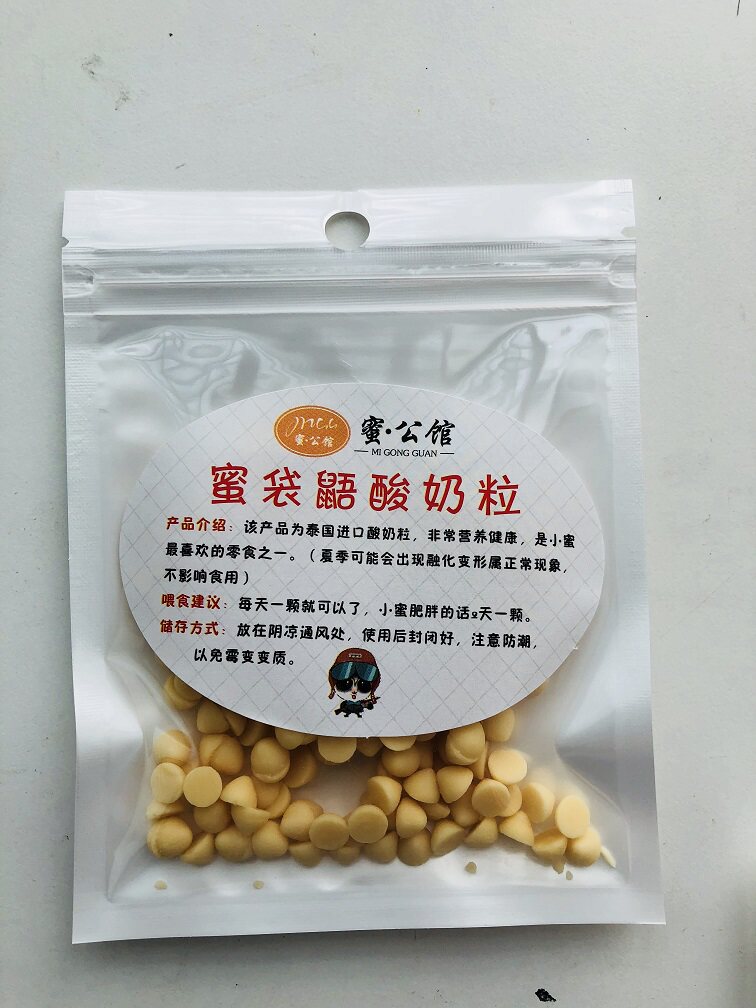 MCC
蜜·公馆
蜜·公馆
MI GONG GUAN
蜜袋鼯酸奶粒
产品介绍：该产品为泰国进口酸奶粒，非常营养健康，是小蜜
最喜欢的零食之一。（夏季可能会出现融化变形属正常现象，
不影响食用）
喂食建议：每天一颗就可以了，小蜜肥胖的话2天一颗。
储存方式：放在阴凉通风处，使用后封闭好，注意防潮，
以免霉变变质。